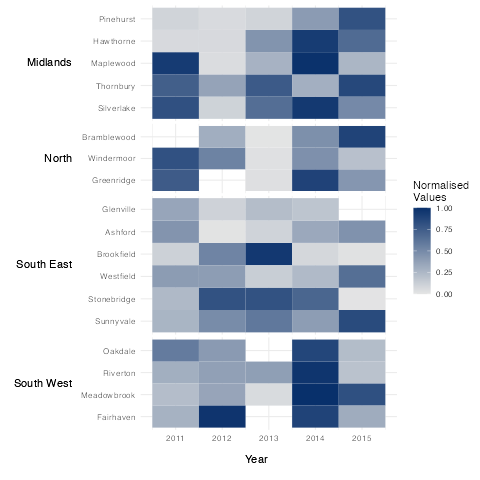 Midlands
Pinehurst
Hawthorne
Maplewood
Thornbury
Silverlake
North
Bramblewood
Windermoor
Greenridge
South East
Glenville
Ashford
Brookfield
Westfield
Stonebridge
Sunnyvale
South West
Oakdale
Riverton
Meadowbrook
Fairhaven
2011 2012 2013 2014 2015
Year
Normalised
Values
1.00
0.75
0.50
0.25
0.00